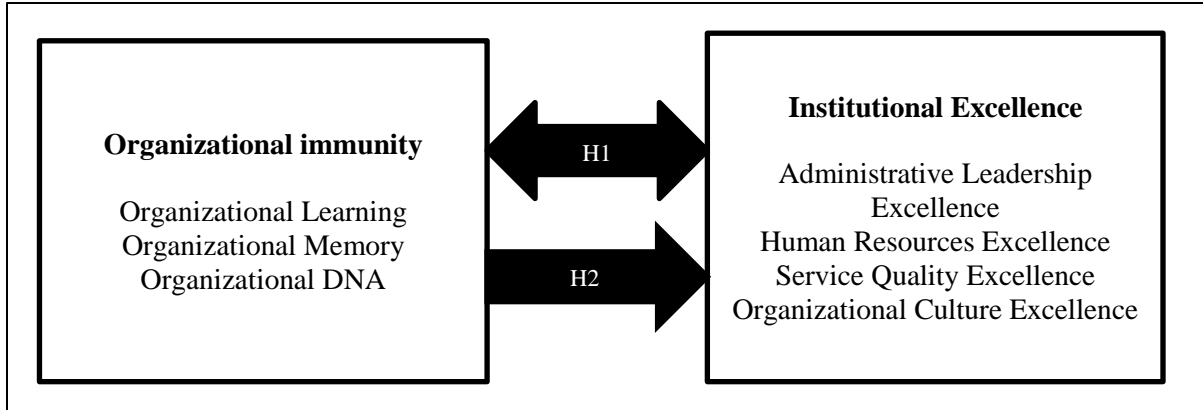 Organizational immunity
Organizational Learning
Organizational Memory
Organizational DNA
H1
H2
Institutional Excellence
Administrative Leadership
Excellence
Human Resources Excellence
Service Quality Excellence
Organizational Culture Excellence